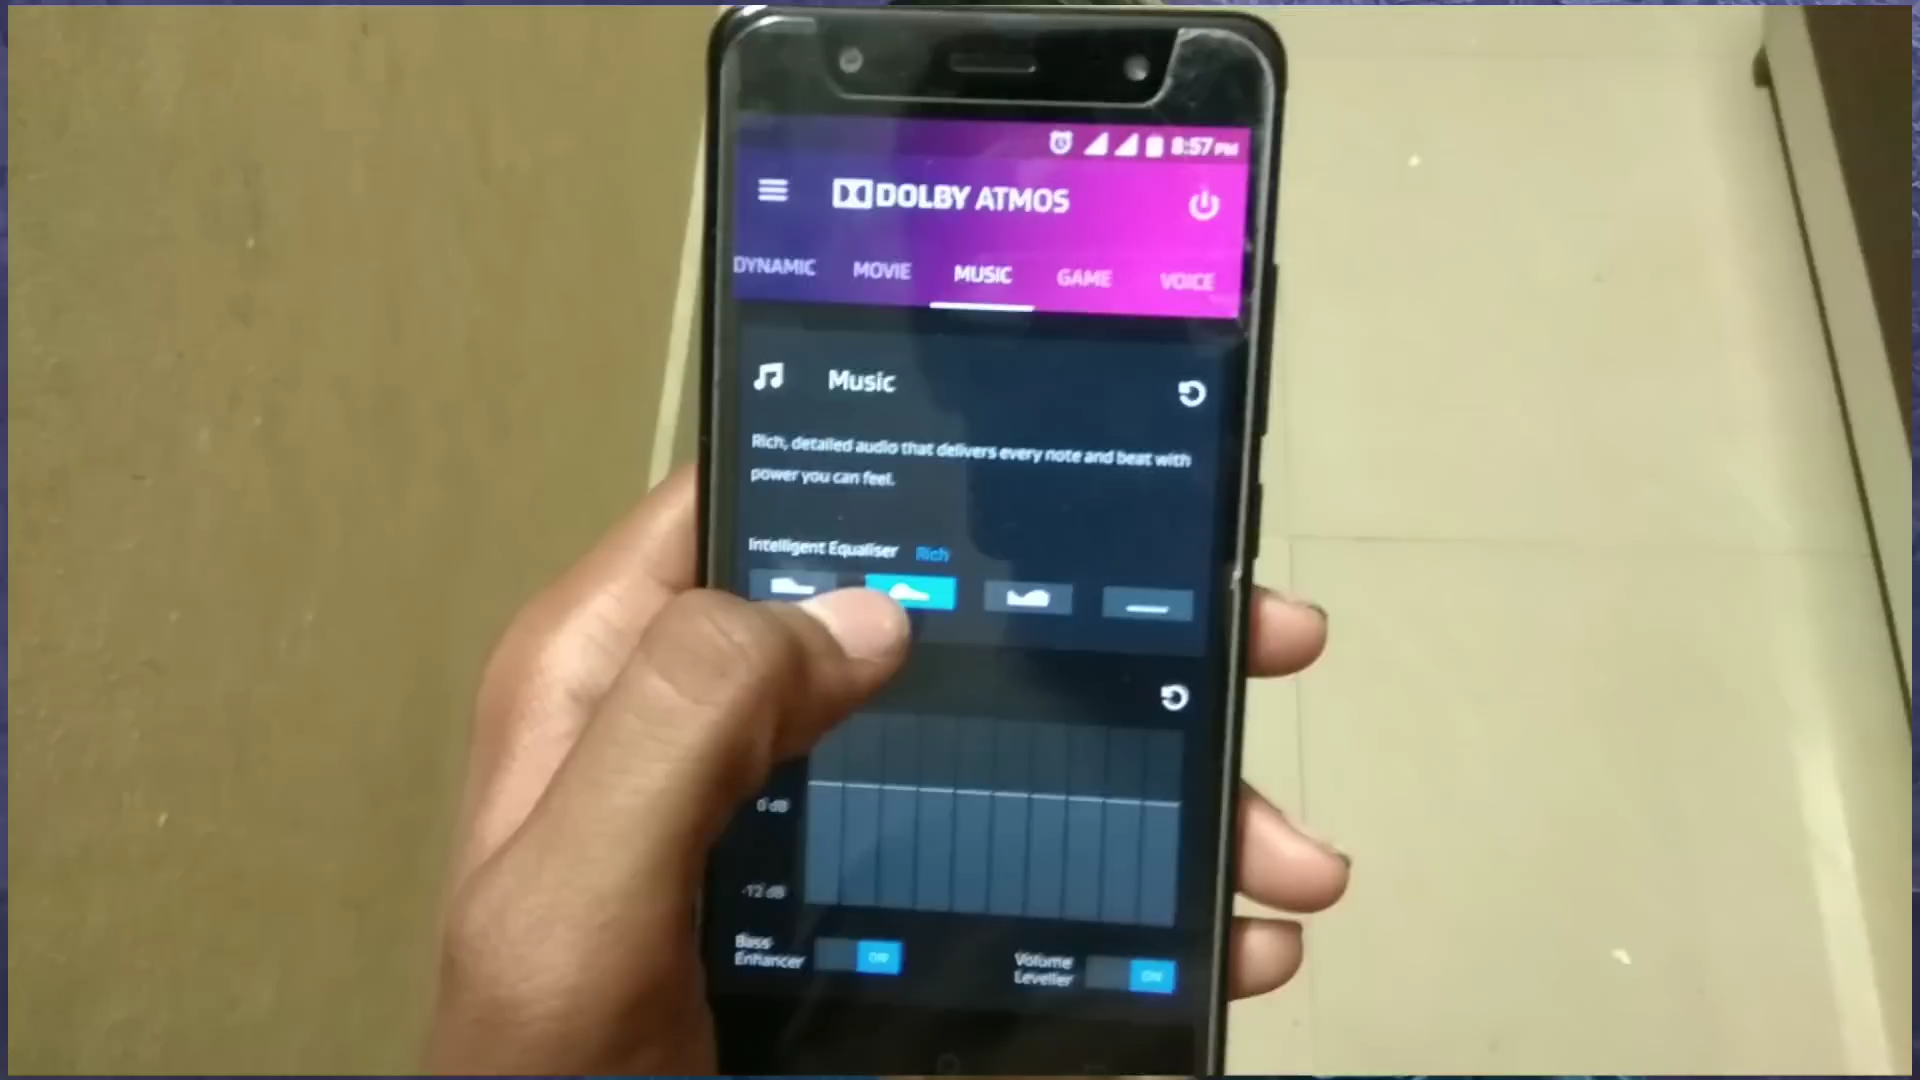 8:57 PM
DOLBY ATMOS
DYNAMIC MOVIE MUSIC GAME VOICE
Music
Rich, detailed audio that delivers every note and beat with
power you can feel.
Intelligent Equaliser Rich
0 dB
-12 dB
Bass
Enhancer
Volume
Leveller ON